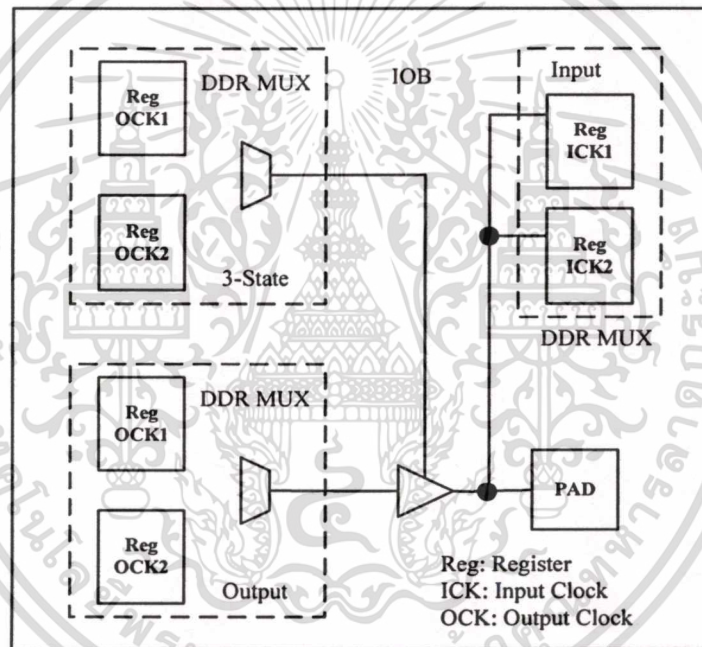 IOB
DDR MUX
Reg
OCK1
Reg
OCK2
3-State
Input
Reg
ICK1
Reg
ICK2
DDR MUX
DDR MUX
Reg
OCK1
Reg
OCK2
Output
PAD
Reg: Register
ICK: Input Clock
OCK: Output Clock